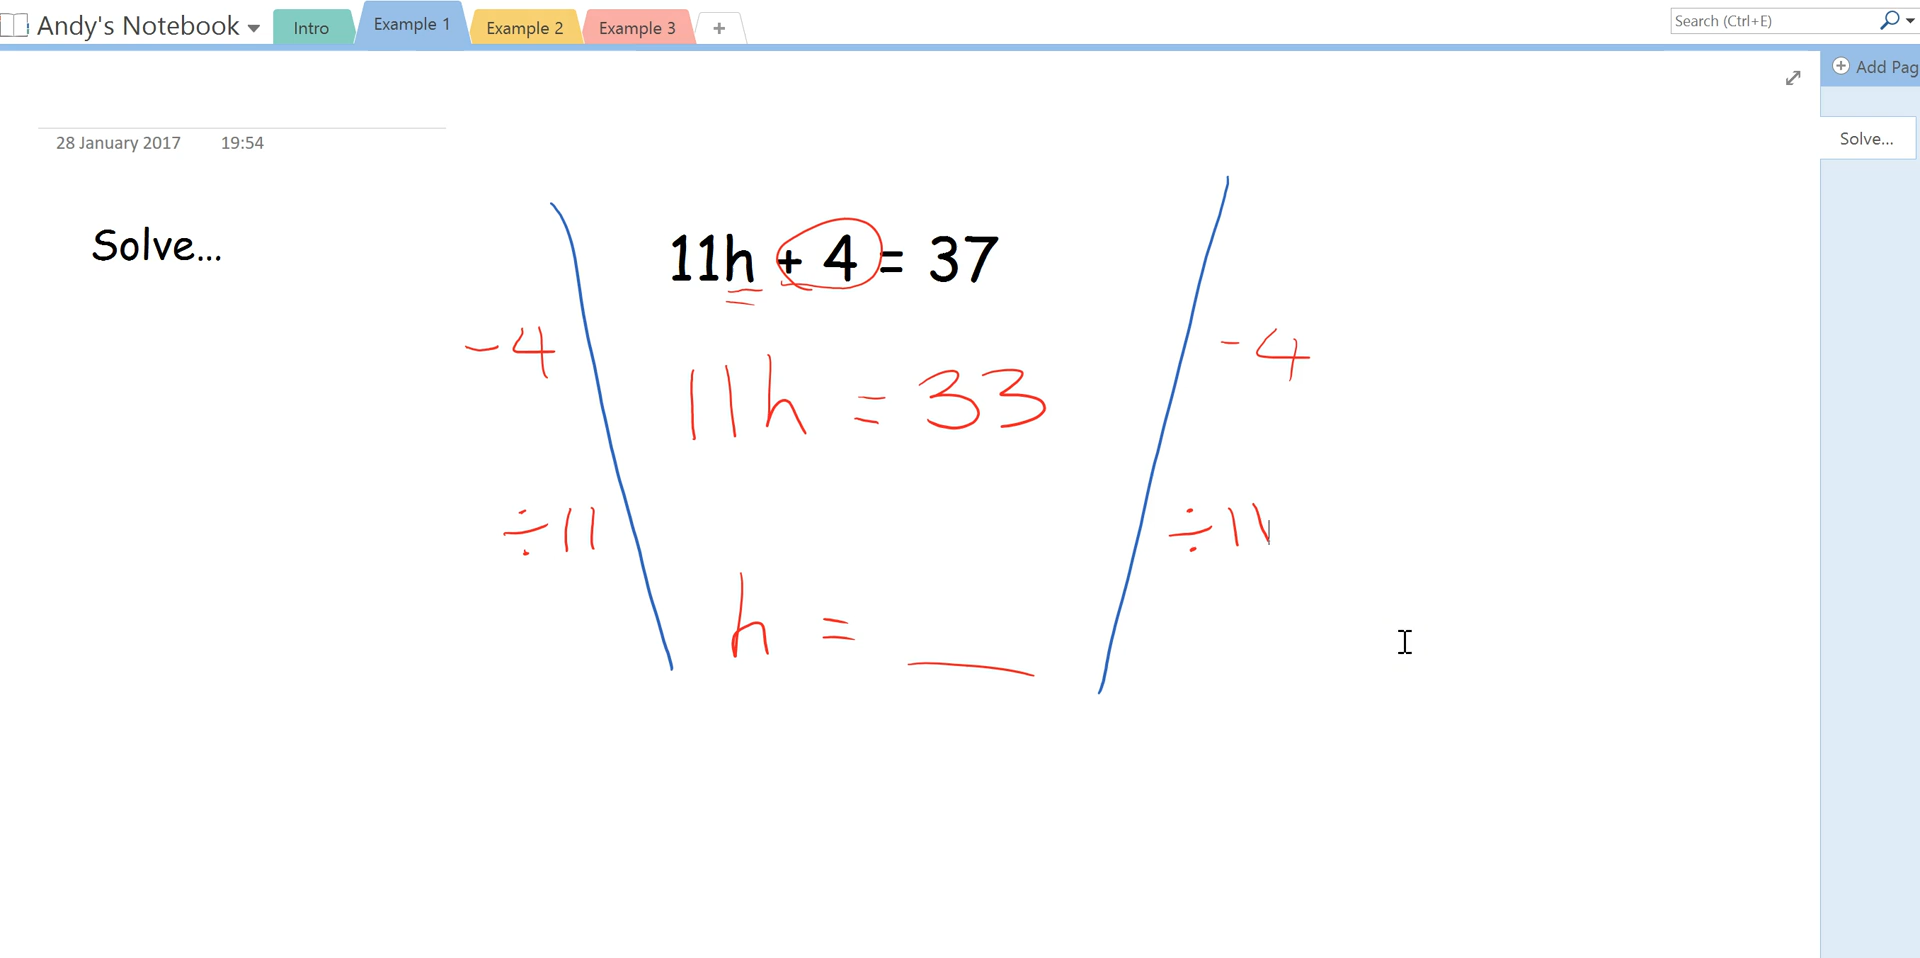 Andy's Notebook
Intro
Example 1
Example 2
Example 3
+
Search (Ctrl+E)
Add Pag
Solve...
28 January 2017 19:54
Solve...
11h + 4 = 37
-4
-4
11h = 33
÷11
÷11
h = __